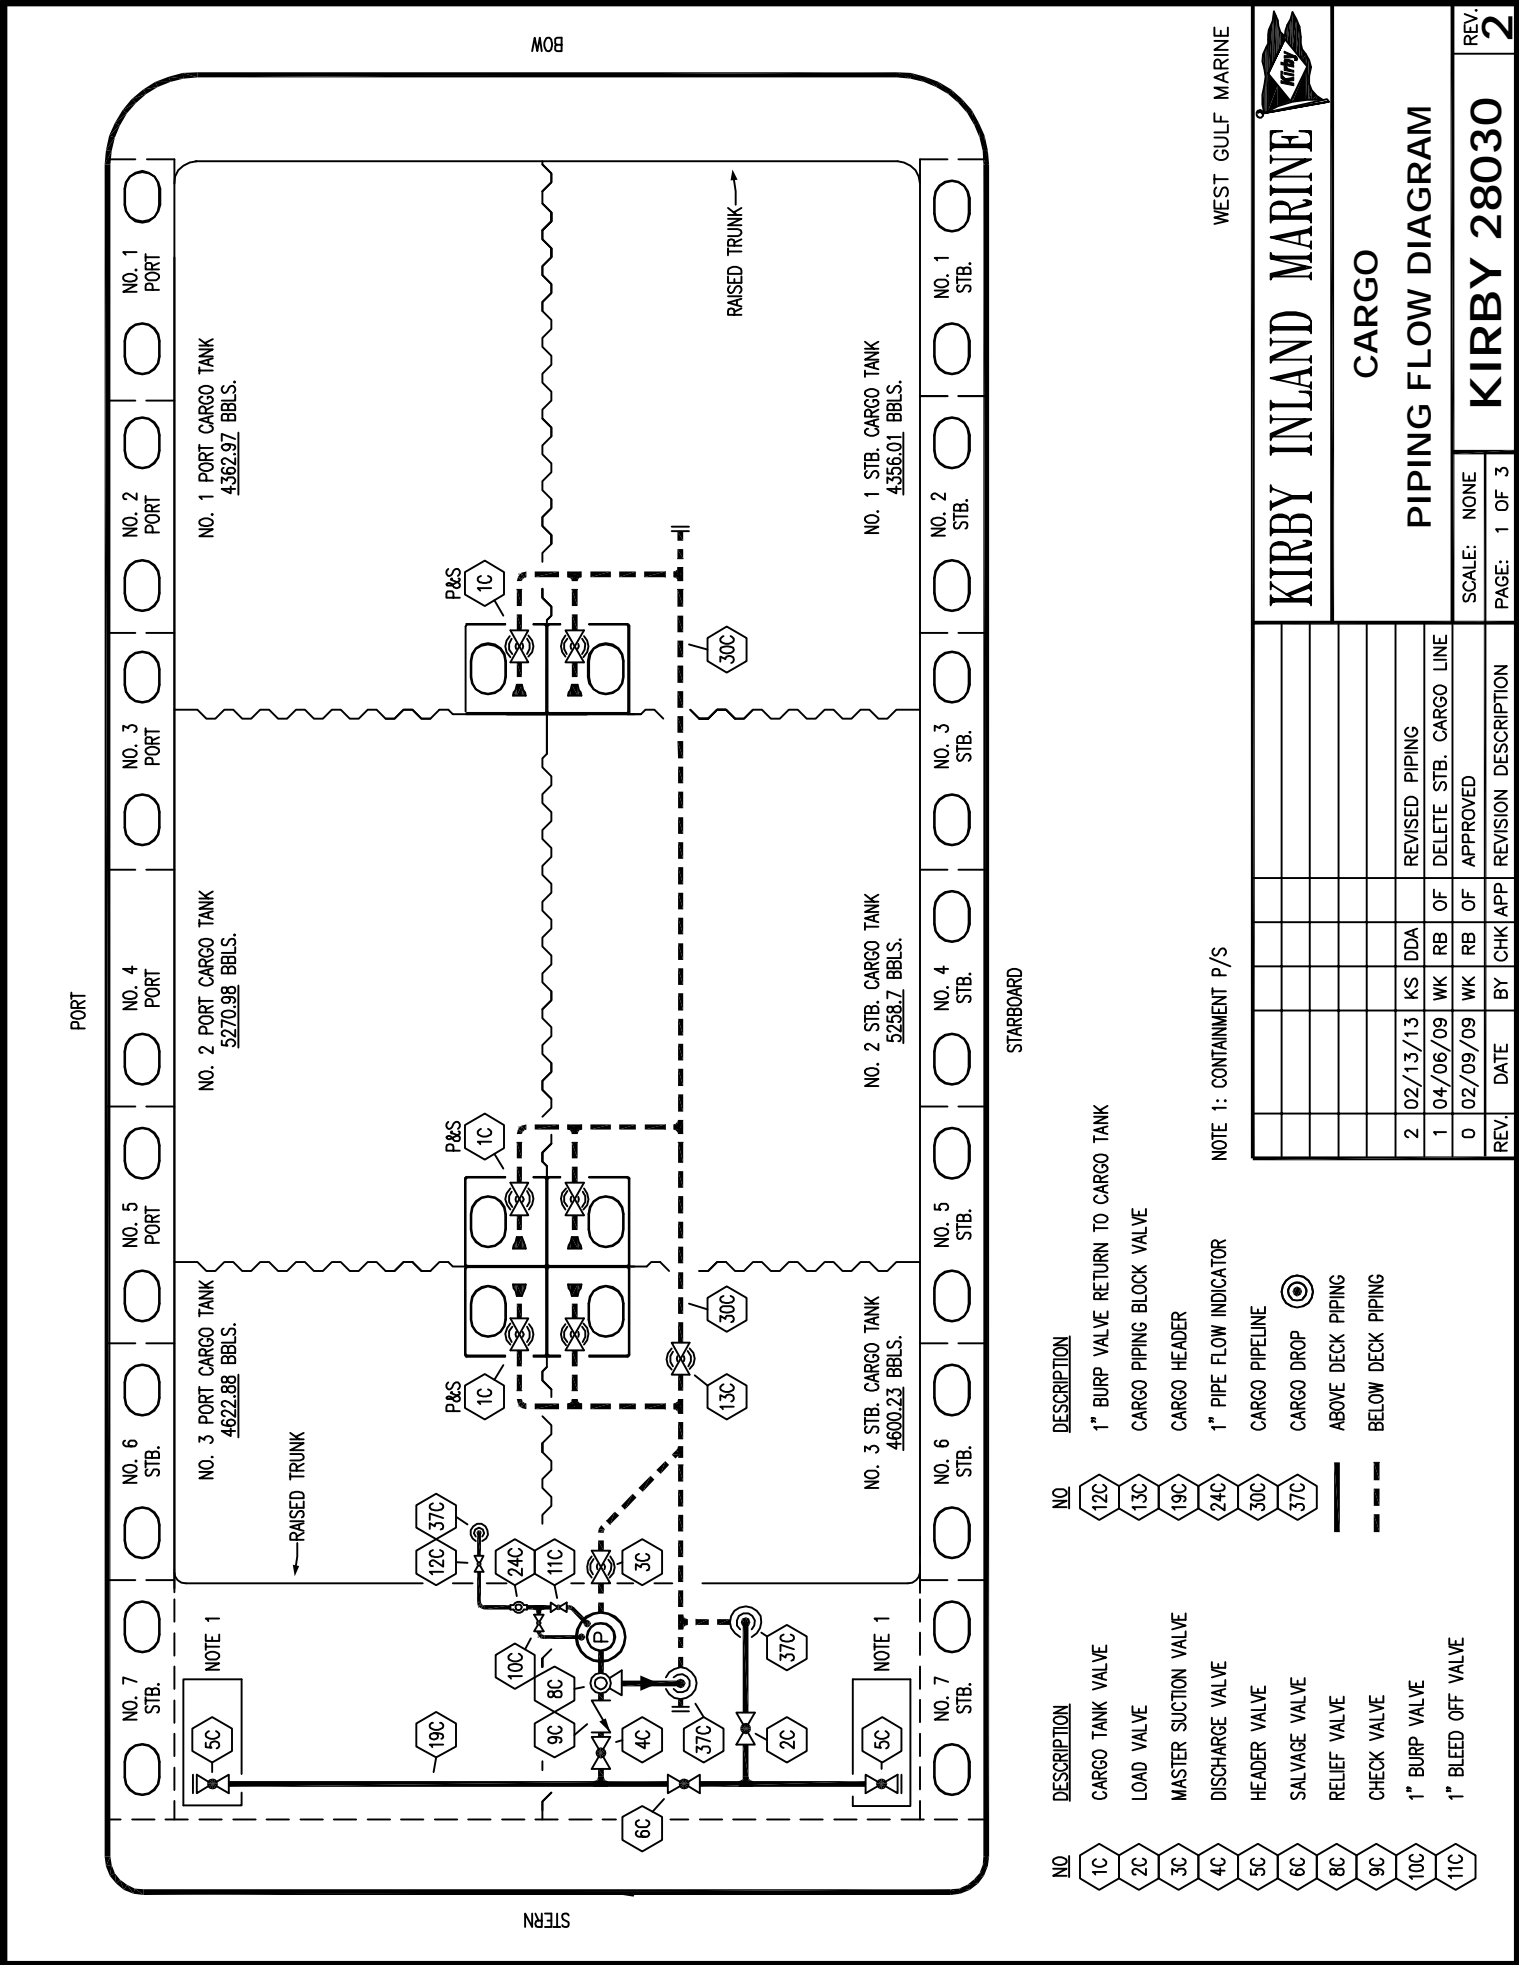 BOW
PORT
STARBOARD
STERN
NO. 1
PORT
NO. 2
PORT
NO. 3
PORT
NO. 4
PORT
NO. 5
PORT
NO. 6
STB.
NO. 7
STB.
NO. 1 PORT CARGO TANK
4362.97 BBLS.
NO. 2 PORT CARGO TANK
5270.98 BBLS.
NO. 3 PORT CARGO TANK
4622.88 BBLS.
RAISED TRUNK
NOTE 1
5C
19C
P&S
1C
P&S
1C
P&S
1C
37C
12C
24C
11C
10C
P
8C
9C
4C
3C
37C
37C
2C
6C
13C
30C
30C
RAISED TRUNK
NO. 1 STB. CARGO TANK
4356.01 BBLS.
NO. 2 STB. CARGO TANK
5258.7 BBLS.
NO. 3 STB. CARGO TANK
4600.23 BBLS.
NOTE 1
5C
NO. 1
STB.
NO. 2
STB.
NO. 3
STB.
NO. 4
STB.
NO. 5
STB.
NO. 6
STB.
NO. 7
STB.
NO DESCRIPTION
1C CARGO TANK VALVE
2C LOAD VALVE
3C MASTER SUCTION VALVE
4C DISCHARGE VALVE
5C HEADER VALVE
6C SALVAGE VALVE
8C RELIEF VALVE
9C CHECK VALVE
10C 1" BURP VALVE
11C 1" BLEED OFF VALVE
NO DESCRIPTION
12C 1" BURP VALVE RETURN TO CARGO TANK
13C CARGO PIPING BLOCK VALVE
19C CARGO HEADER
24C 1" PIPE FLOW INDICATOR
30C CARGO PIPELINE
37C CARGO DROP
ABOVE DECK PIPING
BELOW DECK PIPING
NOTE 1: CONTAINMENT P/S
WEST GULF MARINE
2 02/13/13 KS DDA REVISED PIPING
1 04/06/09 WK RB OF DELETE STB. CARGO LINE
0 02/09/09 WK RB OF APPROVED
REV. DATE BY CHK APP REVISION DESCRIPTION
KIRBY INLAND MARINE
Kirby
CARGO
PIPING FLOW DIAGRAM
SCALE: NONE
PAGE: 1 OF 3
KIRBY 28030
REV.
2